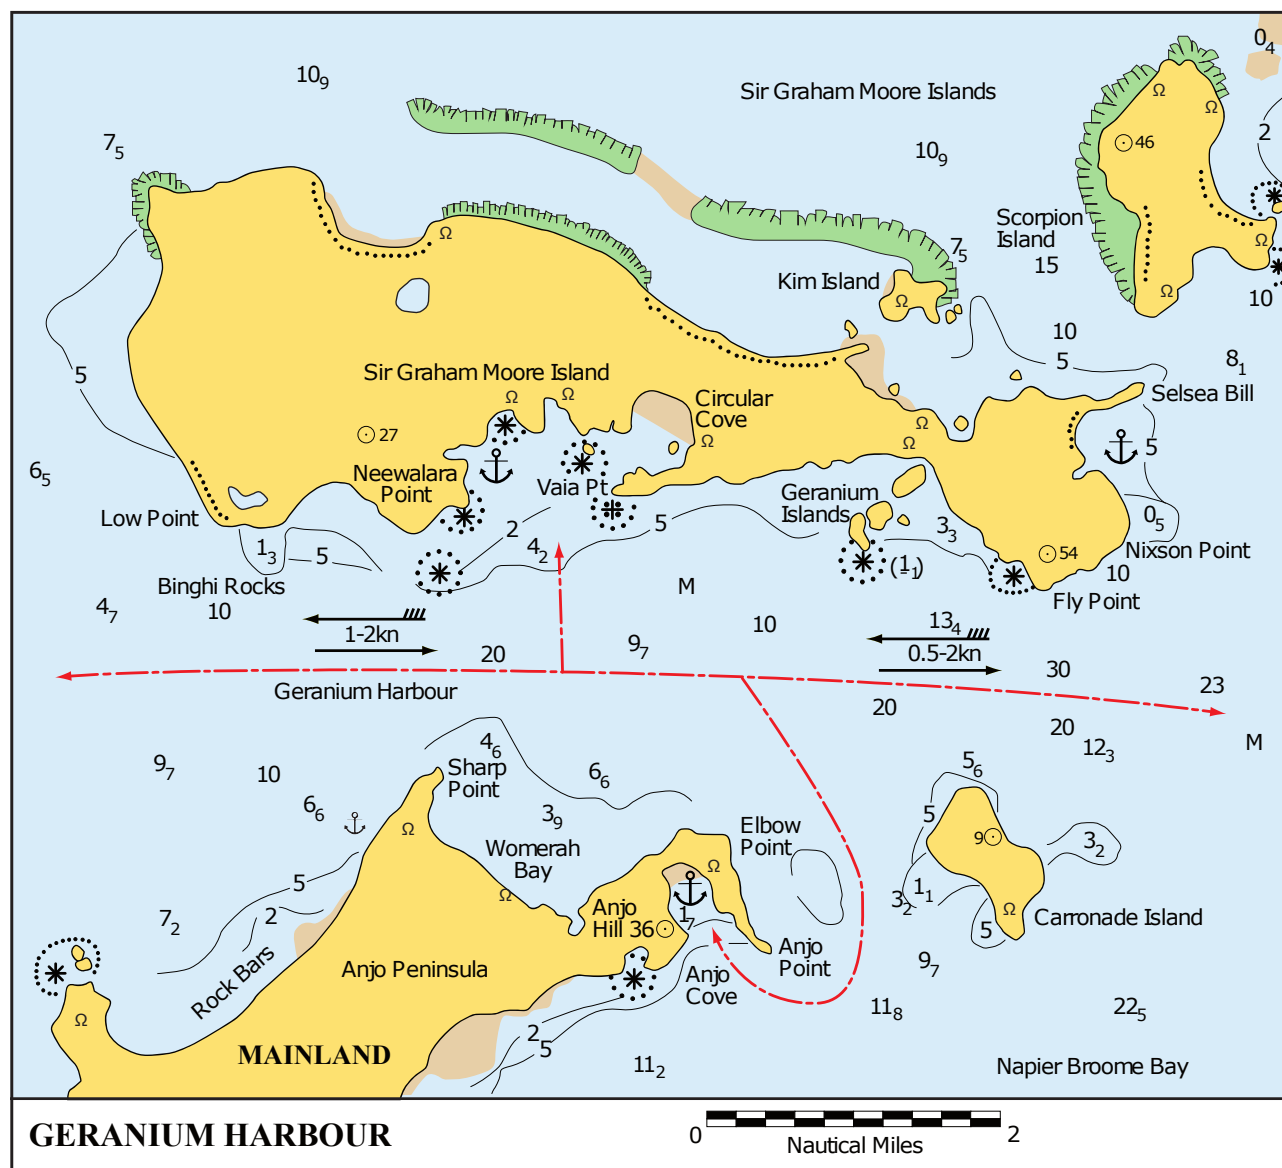 0₄
10₉
Sir Graham Moore Islands
46
2
7₅
10₉
Scorpion
Island
15
7₅
Kim Island
10
10
5
8₁
5
Sir Graham Moore Island
Selsea Bill
Circular
Cove
27
5
6₅
Neewalara
Point
Vaia Pt
Geranium
Islands
Low Point
2
5
0₅
3₃
1₃
5
4₂
54
Nixson Point
Binghi Rocks
(1₁)
10
M
Fly Point
4₇
10
10
13₄
1-2kn
9₇
0.5-2kn
20
30
Geranium Harbour
23
20
20
M
4₆
12₃
9₇
10
Sharp
Point
6₆
5₆
6₆
3₉
5
Elbow
Point
9
3₂
Womerah
Bay
5
3₂
1₁
2
7₂
Anjo
Hill 36
1₇
5
Carronade Island
Anjo
Point
Rock Bars
Anjo Peninsula
9₇
Anjo
Cove
11₈
22₅
2
5
MAINLAND
11₂
Napier Broome Bay
GERANIUM HARBOUR
0
2
Nautical Miles